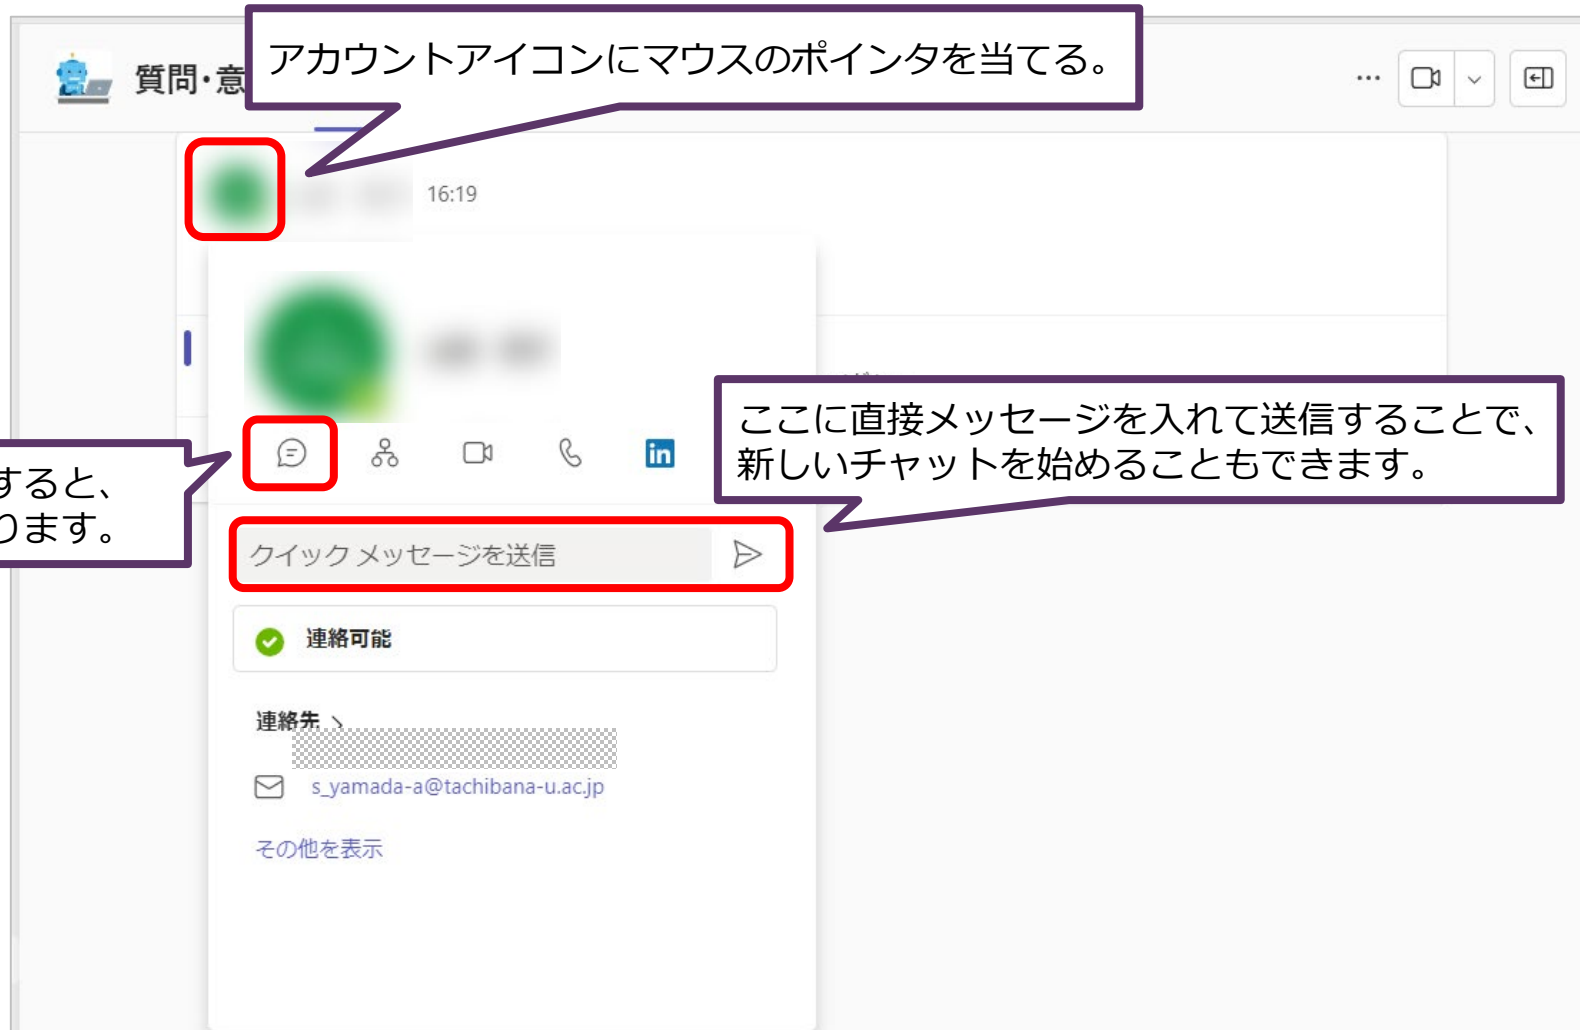 アカウントアイコンにマウスのポインタを当てる。
質問・意
16:19
ここに直接メッセージを入れて送信することで、
新しいチャットを始めることもできます。
in
すると、
ります。
クイック メッセージを送信
連絡可能
連絡先
s_yamada-a@tachibana-u.ac.jp
その他を表示